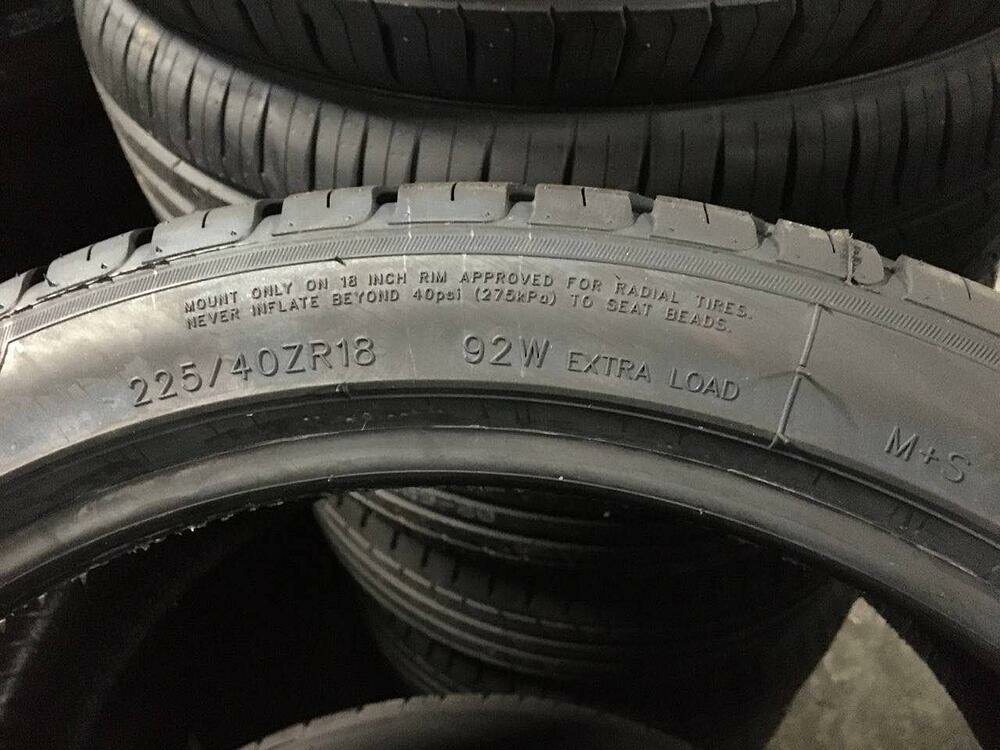 MOUNT ONLY ON 18 INCH RIM APPROVED FOR RADIAL TIRES.
NEVER INFLATE BEYOND 40psi (275kPa) TO SEAT BEADS.
225/40ZR18 92W EXTRA LOAD
M+S